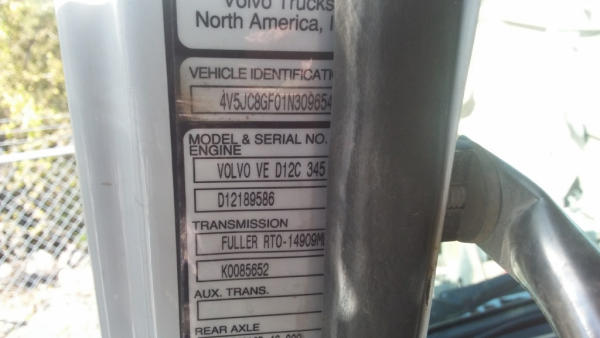 Volvo Trucks
North America,
VEHICLE IDENTIFICATI
4V5JC8GF01N309654
MODEL & SERIAL NO.
ENGINE
VOLVO VE D12C 345
D12189586
TRANSMISSION
FULLER RTO-14909M
K0085652
AUX. TRANS.
REAR AXLE